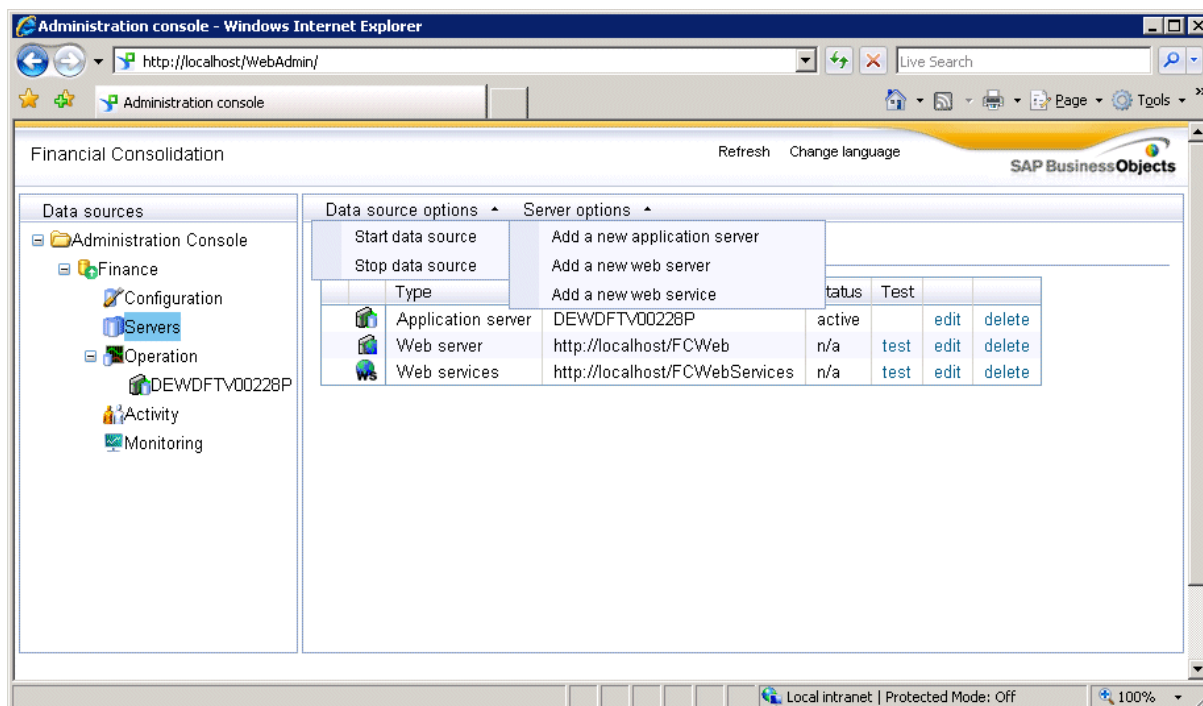 Administration console - Windows Internet Explorer
http://localhost/WebAdmin/
Live Search
Administration console
Page
Tools
Financial Consolidation
Refresh Change language
SAP BusinessObjects
Data sources
Data source options Server options
Administration Console
Start data source Add a new application server
Finance
Stop data source Add a new web server
Configuration
Type Add a new web service tatus Test
Servers
Application server DEWDFTV00228P active edit delete
Operation
Web server http://localhost/FCWeb n/a test edit delete
DEWDFTV00228P
Web services http://localhost/FCWebServices n/a test edit delete
Activity
Monitoring
Local intranet | Protected Mode: Off
100%